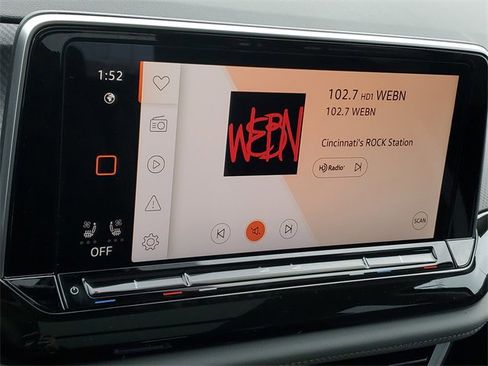 1:52
OFF
WEBN
102.7 HD1 WEBN
102.7 WEBN
Cincinnati's ROCK Station
HD Radio
SCAN